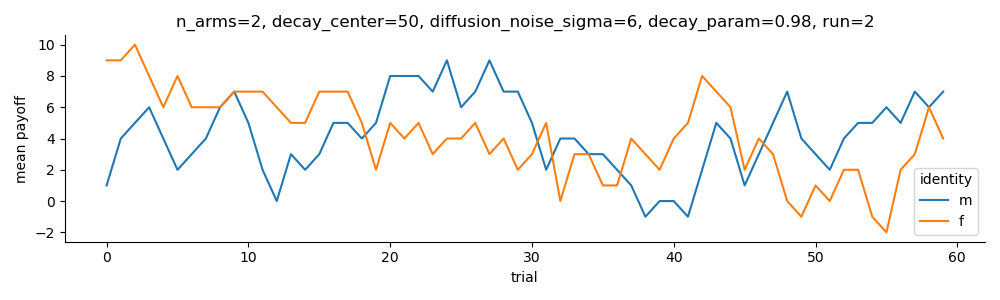 n_arms=2, decay_center=50, diffusion_noise_sigma=6, decay_param=0.98, run=2
mean payoff
10
8
6
4
2
0
−2
identity
m
f
0
10
20
30
40
50
60
trial